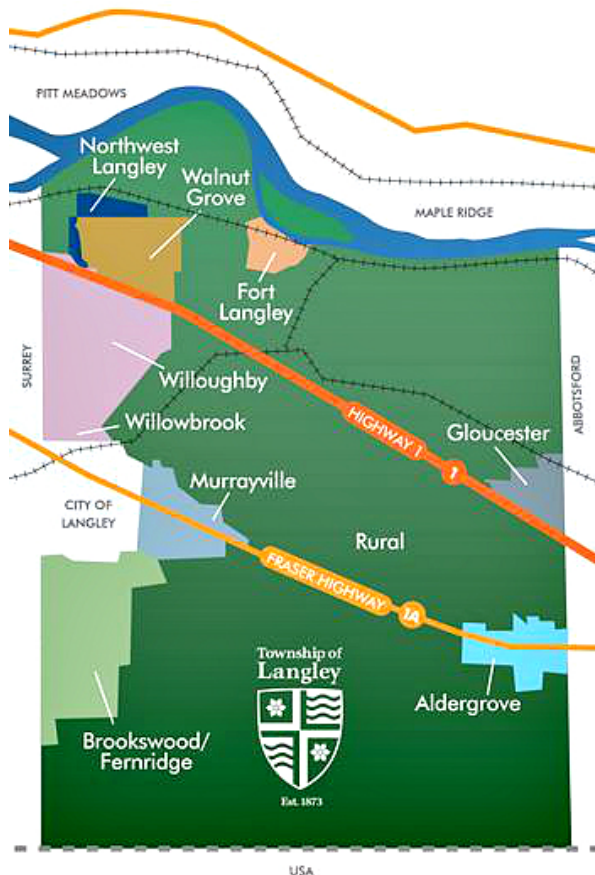 PITT MEADOWS
Northwest
Langley
Walnut
Grove
MAPLE RIDGE
Fort
Langley
SURREY
ABBOTSFORD
Willoughby
Willowbrook
HIGHWAY 1
1
Gloucester
Murrayville
CITY OF
LANGLEY
Rural
FRASER HIGHWAY
1A
Township of
Langley
Aldergrove
Brookswood/
Fernridge
Est. 1873
USA